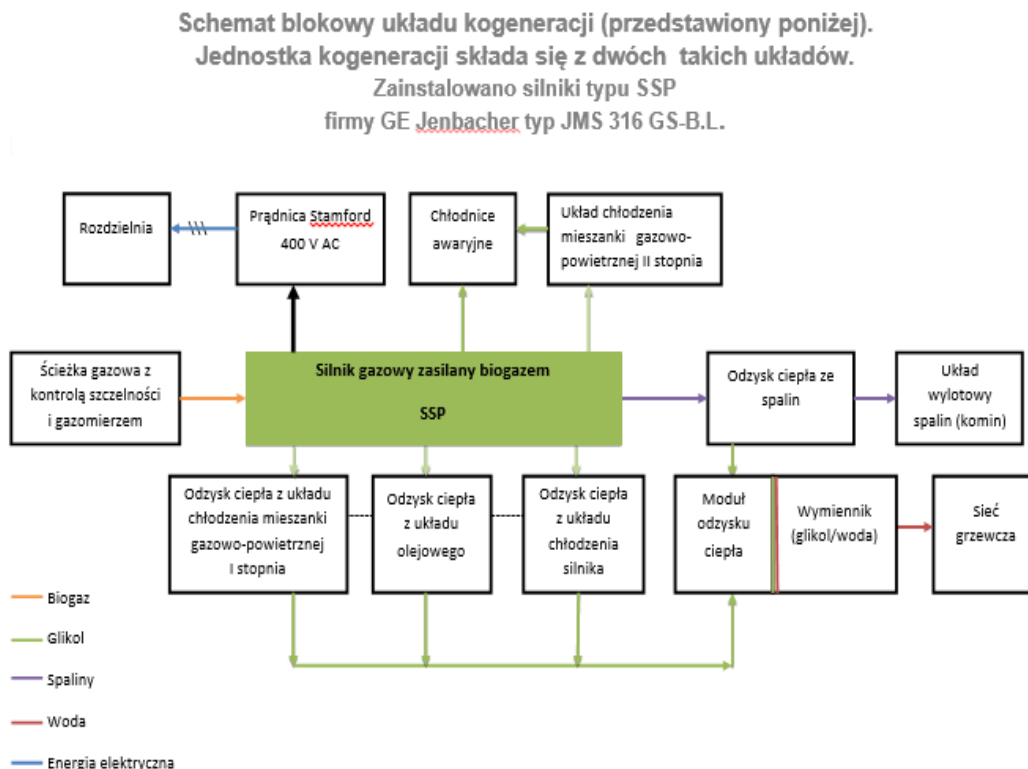 Schemat blokowy układu kogeneracji (przedstawiony poniżej).
Jednostka kogeneracji składa się z dwóch takich układów.
Zainstalowano silniki typu SSP
firmy GE Jenbacher typ JMS 316 GS-B.L.
Rozdzielnia
Prądnica Stamford
400 V AC
Chłodnice
awaryjne
Układ chłodzenia
mieszanki gazowo-
powietrznej II stopnia
Ścieżka gazowa z
kontrolą szczelności
i gazomierzem
Silnik gazowy zasilany biogazem
SSP
Odzysk ciepła ze
spalin
Układ
wylotowy
spalin (komin)
Odzysk ciepła z układu
chłodzenia mieszanki
gazowo-powietrznej
I stopnia
Odzysk ciepła
z układu
olejowego
Odzysk ciepła
z układu
chłodzenia
silnika
Moduł
odzysku
ciepła
Wymiennik
(glikol/woda)
Sieć
grzewcza
Biogaz
Glikol
Spaliny
Woda
Energia elektryczna